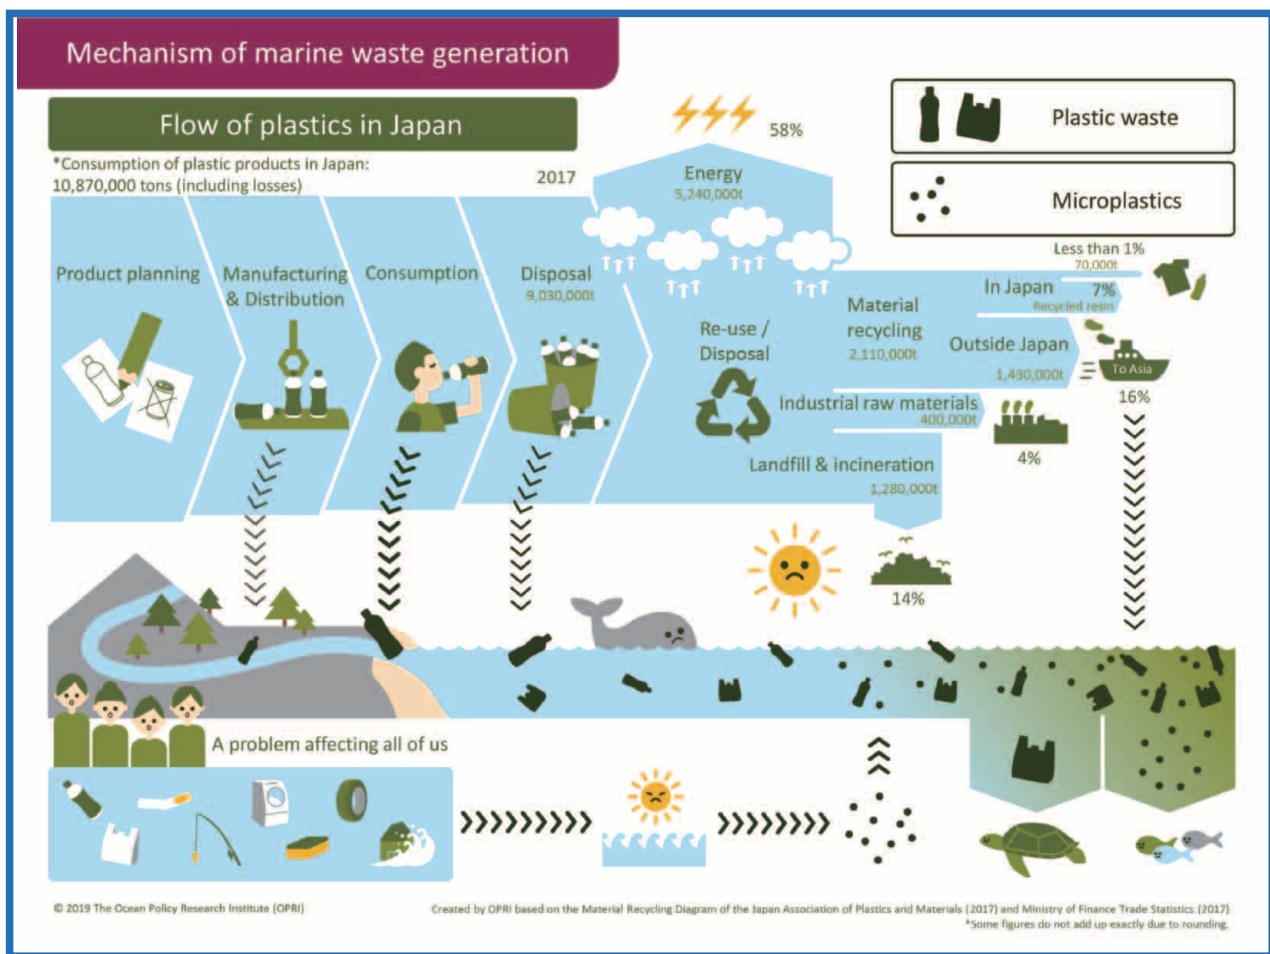 Mechanism of marine waste generation
Flow of plastics in Japan
*Consumption of plastic products in Japan:
10,870,000 tons (including losses)
2017
58%
Energy
5,240,000t
Plastic waste
Microplastics
Product planning
Manufacturing
& Distribution
Consumption
Disposal
9,030,000t
Re-use /
Disposal
Material
recycling
2,110,000t
Less than 1%
70,000t
In Japan
7%
Recycled resin
Outside Japan
1,430,000t
To Asia
16%
Industrial raw materials
400,000t
4%
Landfill & incineration
1,280,000t
14%
A problem affecting all of us
© 2019 The Ocean Policy Research Institute (OPRI)
Created by OPRI based on the Material Recycling Diagram of the Japan Association of Plastics and Materials (2017) and Ministry of Finance Trade Statistics (2017)
*Some figures do not add up exactly due to rounding.